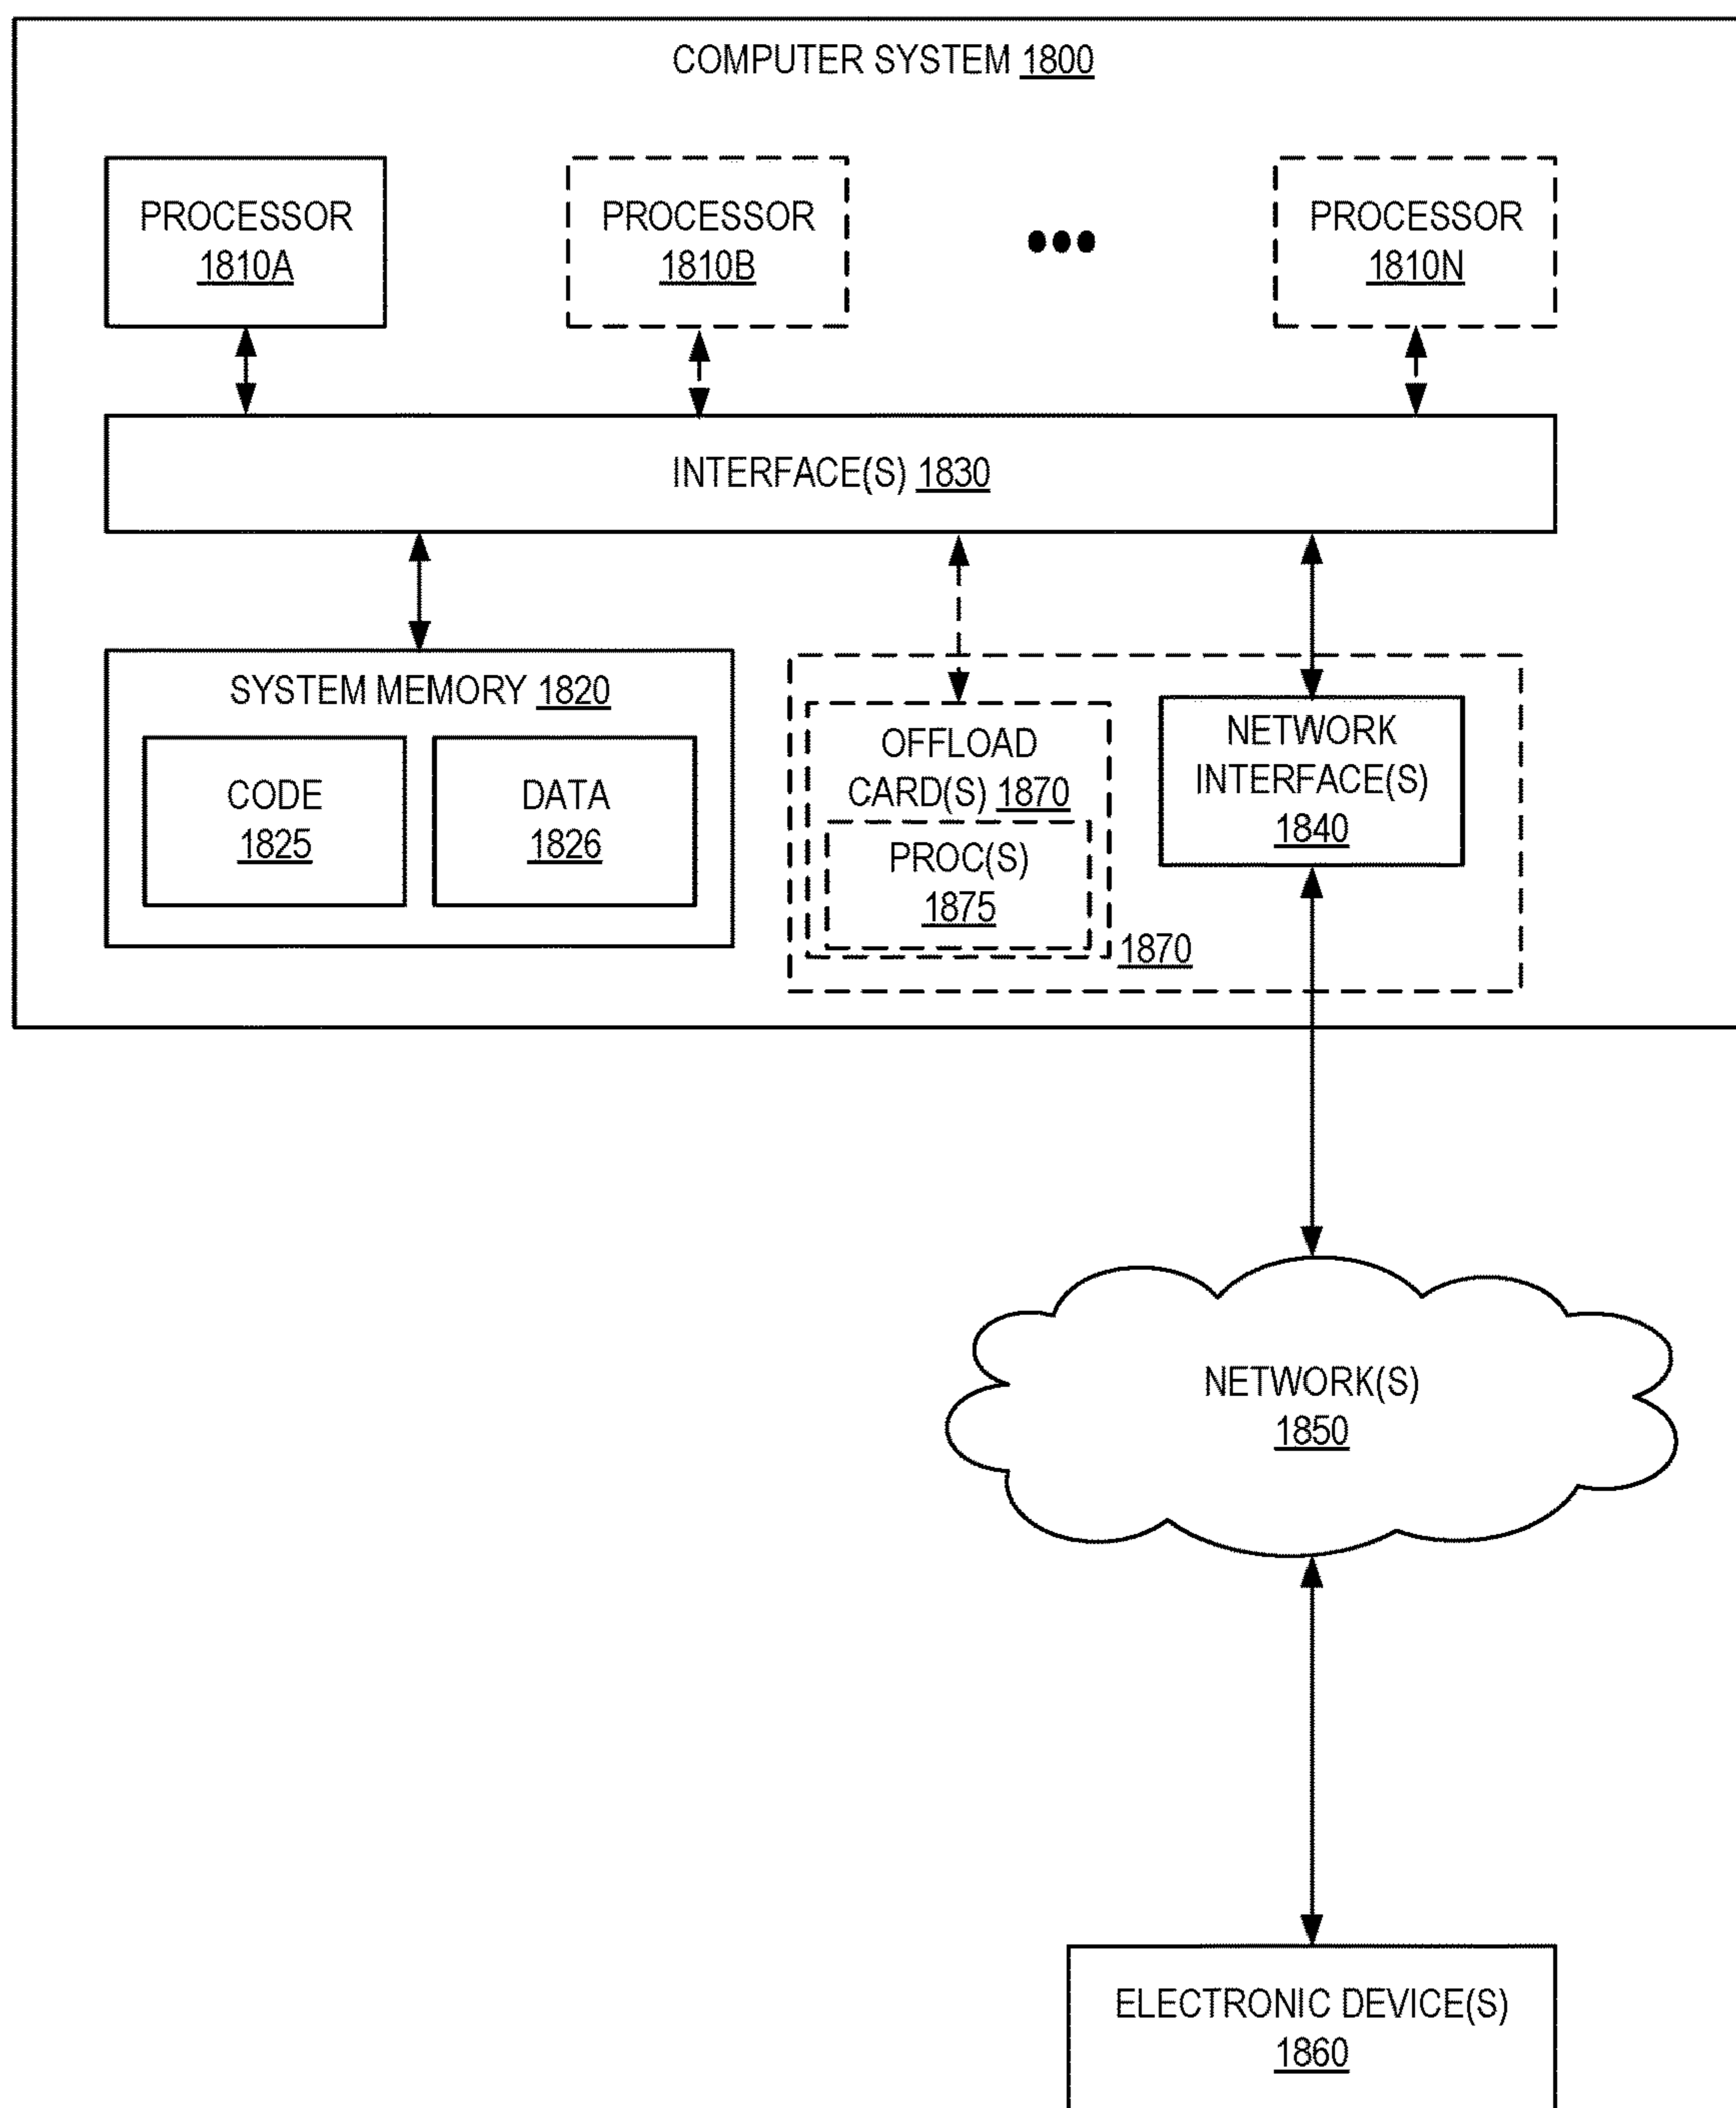 COMPUTER SYSTEM 1800
PROCESSOR
1810A
PROCESSOR
1810B
PROCESSOR
1810N
INTERFACE(S) 1830
SYSTEM MEMORY 1820
CODE
1825
DATA
1826
OFFLOAD
CARD(S) 1870
PROC(S)
1875
1870
NETWORK
INTERFACE(S)
1840
NETWORK(S)
1850
ELECTRONIC DEVICE(S)
1860